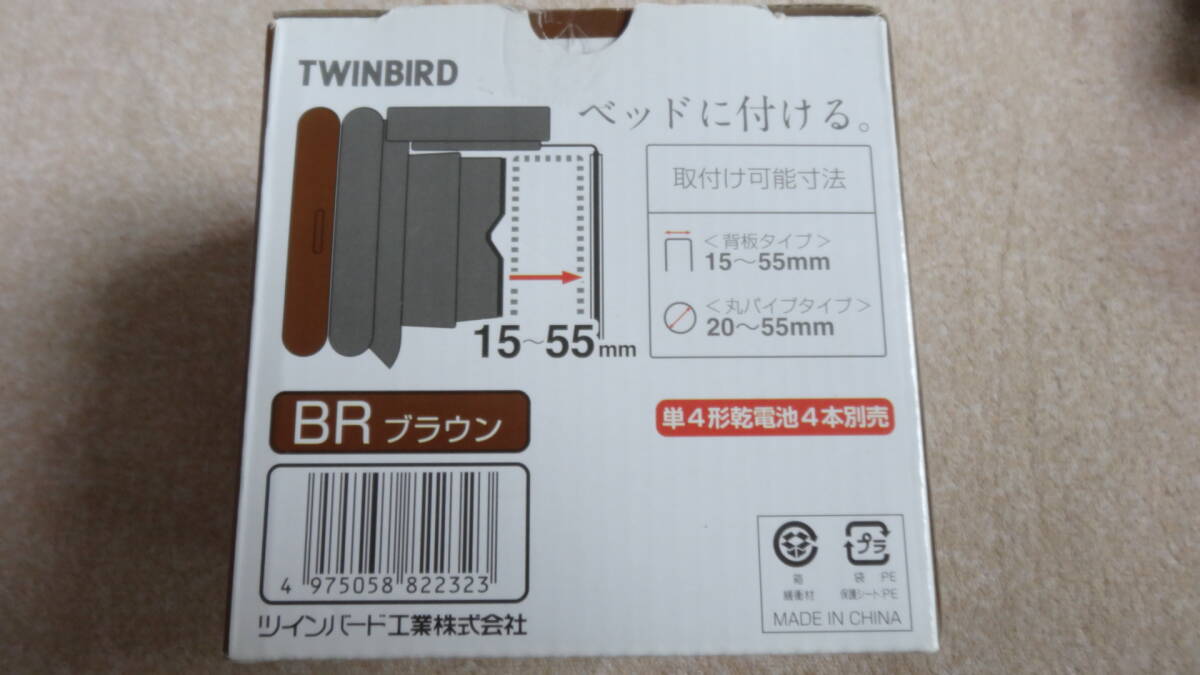 TWINBIRD
ベッドに付ける。
取付け可能寸法
＜背板タイプ＞
15～55mm
＜丸パイプタイプ＞
20～55mm
15～55mm
BR ブラウン
単4形乾電池4本別売
4 975058 822323
ツインバード工業株式会社
プラ
箱
緩衝材
袋 PE
保護シートPE
MADE IN CHINA